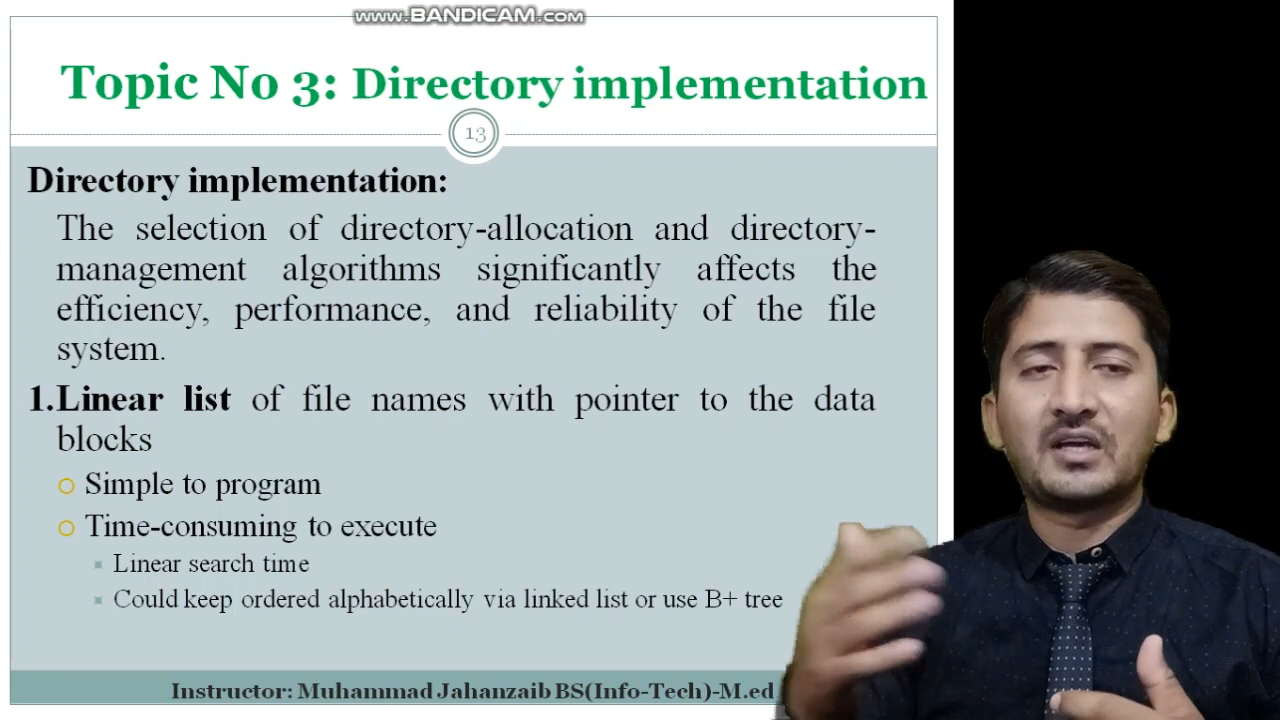 www.BANDICAM.com
Topic No 3: Directory implementation
13
Directory implementation:
The selection of directory-allocation and directory-
management algorithms significantly affects the
efficiency, performance, and reliability of the file
system.
1.Linear list of file names with pointer to the data
blocks
Simple to program
Time-consuming to execute
Linear search time
Could keep ordered alphabetically via linked list or use B+ tree
Instructor: Muhammad Jahanzaib BS(Info-Tech)-M.ed